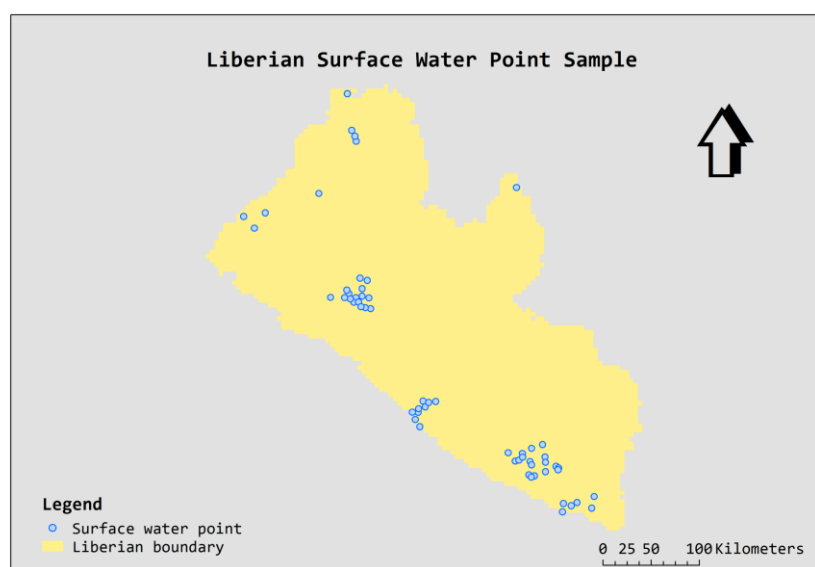 Liberian Surface Water Point Sample
Legend
Surface water point
Liberian boundary
0 25 50 100 Kilometers